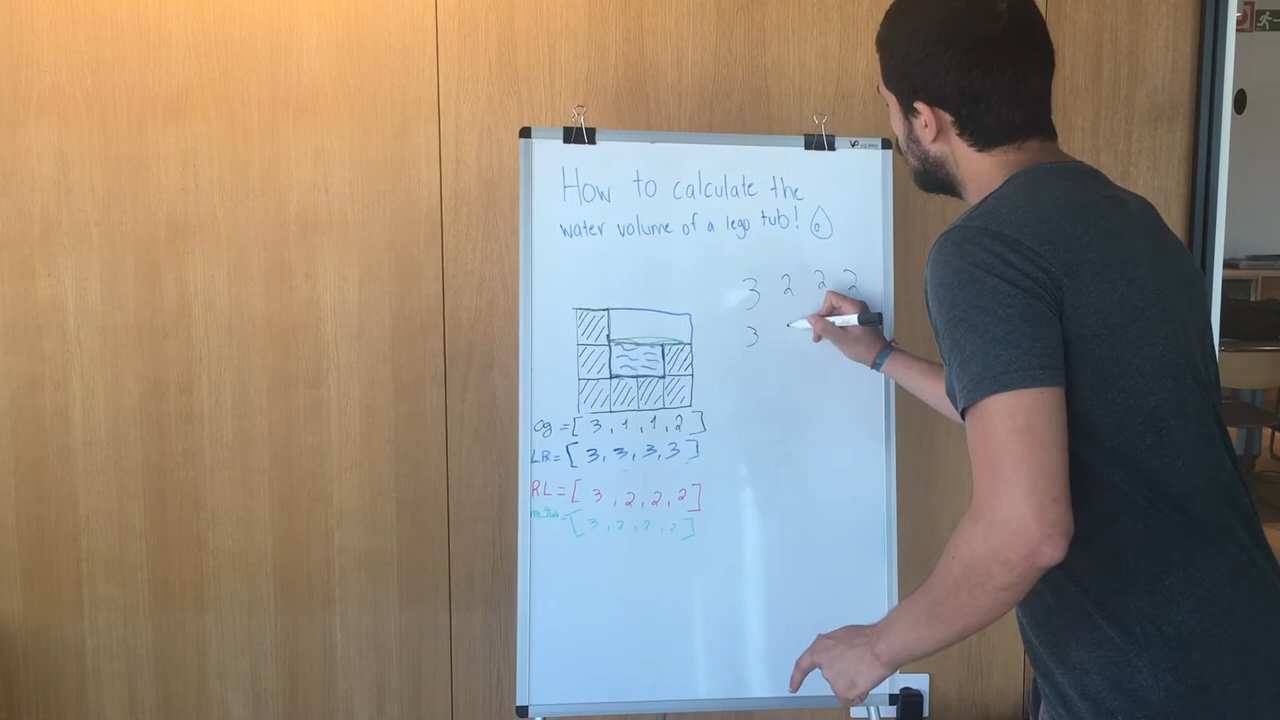 How to calculate the
water volume of a lego tub!
3 2 2 2
3
Og = [ 3, 1, 1, 2 ]
LR = [ 3, 3, 3, 3 ]
RL = [ 3, 2, 2, 2 ]
[ 3, 2, 2, 2 ]